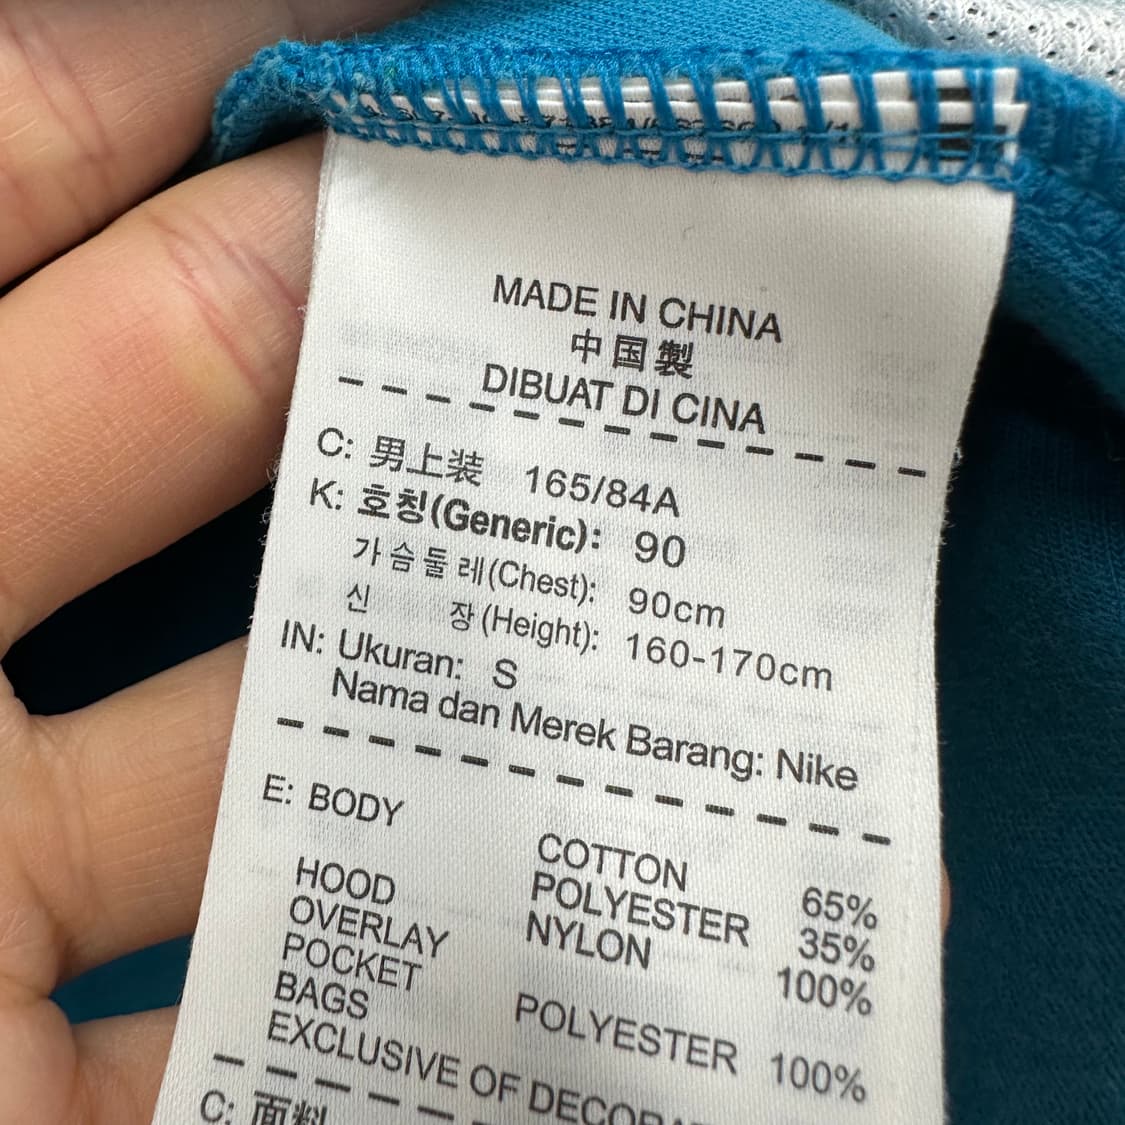 MADE IN CHINA
中国製
DIBUAT DI CINA
C: 男上装 165/84A
K: 호칭(Generic): 90
가슴둘레(Chest): 90cm
신 장(Height): 160-170cm
IN: Ukuran: S
Nama dan Merek Barang: Nike
E: BODY
COTTON 65%
HOOD POLYESTER 35%
OVERLAY NYLON 100%
POCKET
BAGS POLYESTER 100%
EXCLUSIVE OF
C: 面料